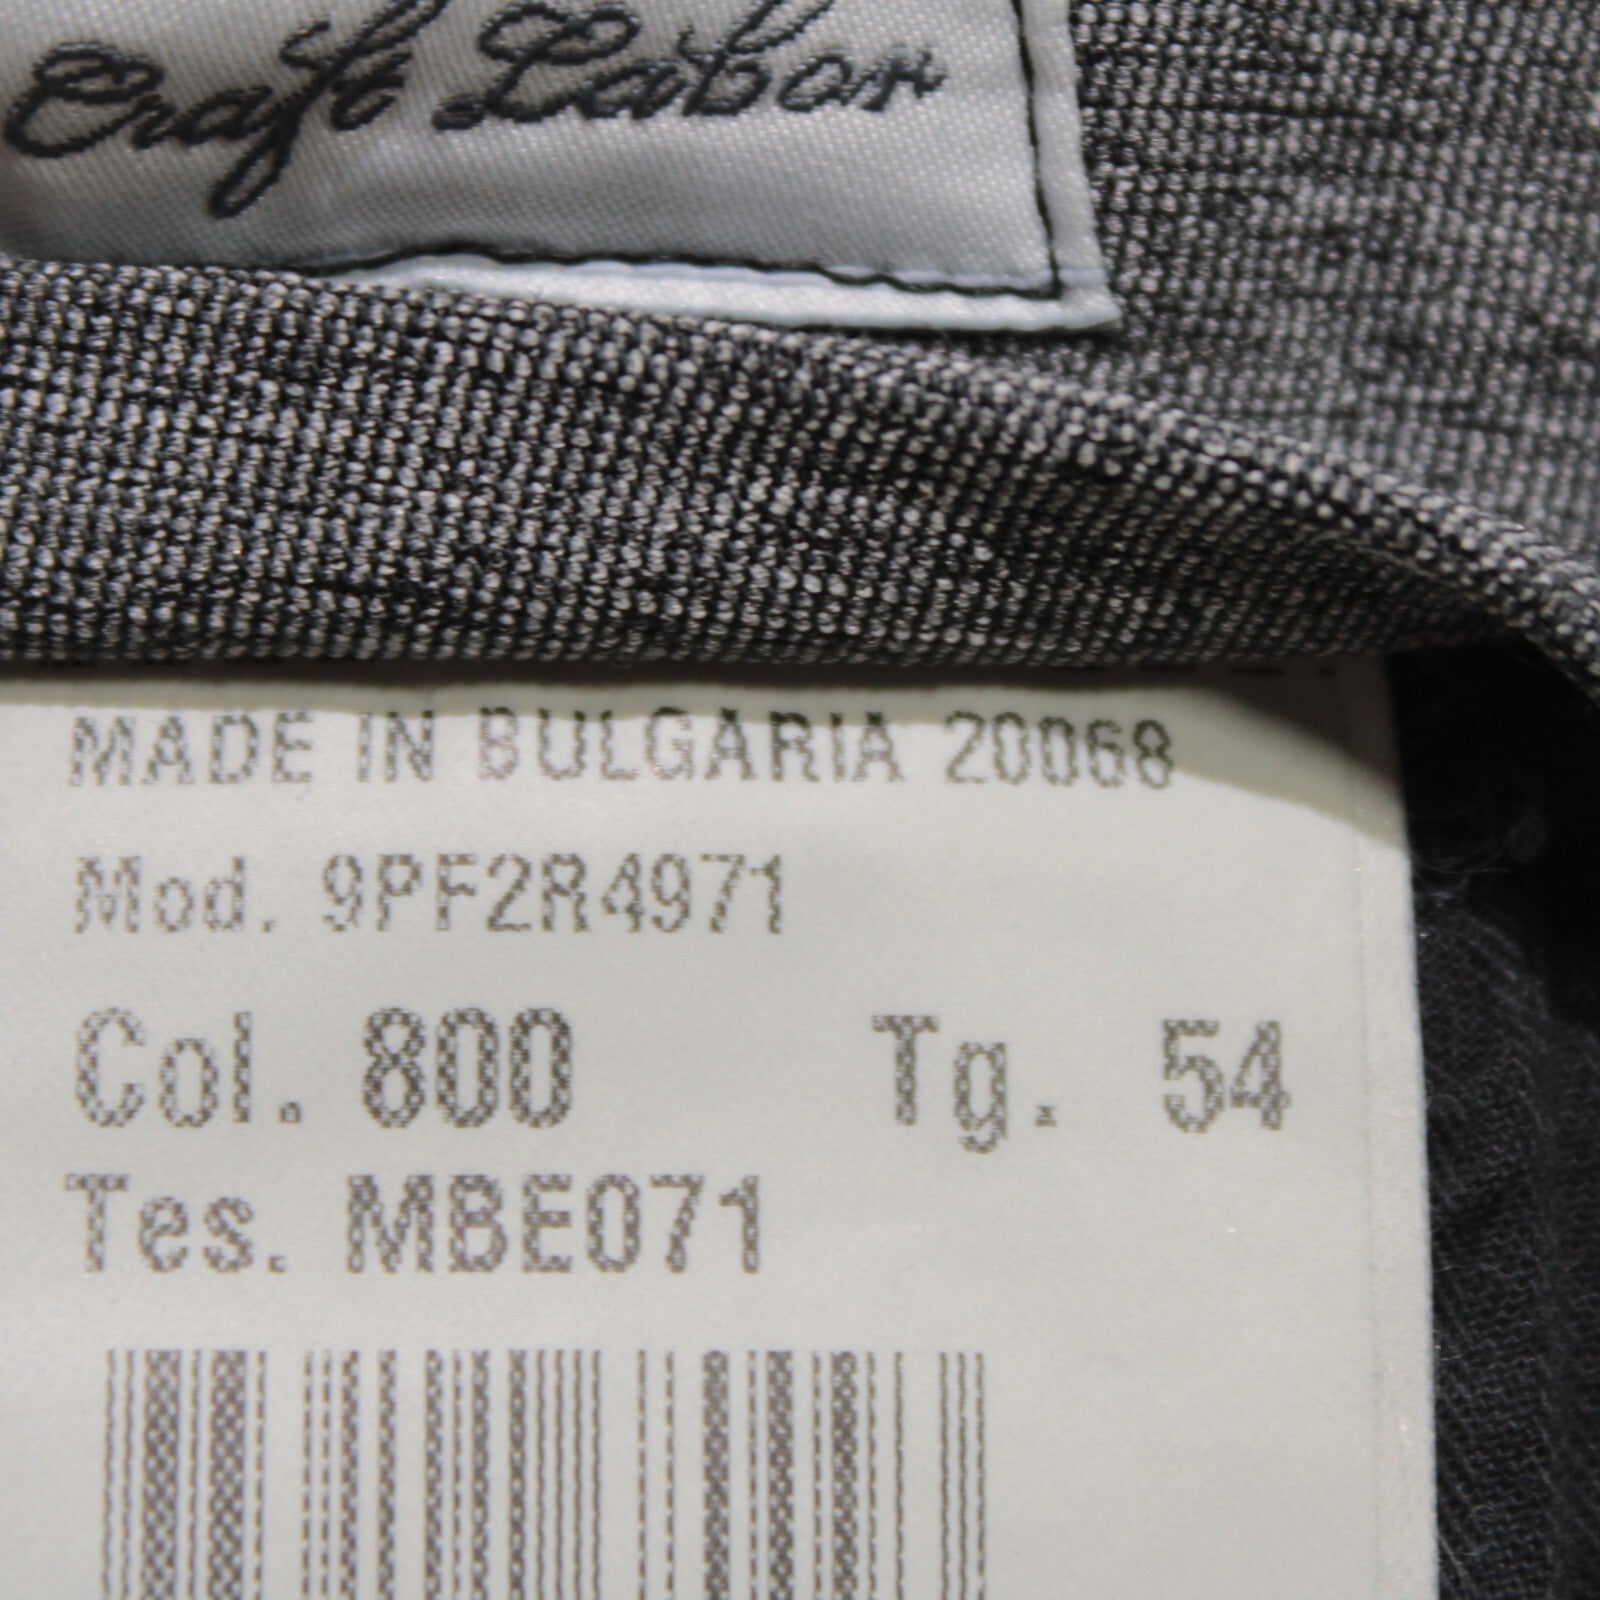 Craft Labor
MADE IN BULGARIA 20068
Mod. 9PF2R4971
Col. 800 Tg. 54
Tes. MBE071